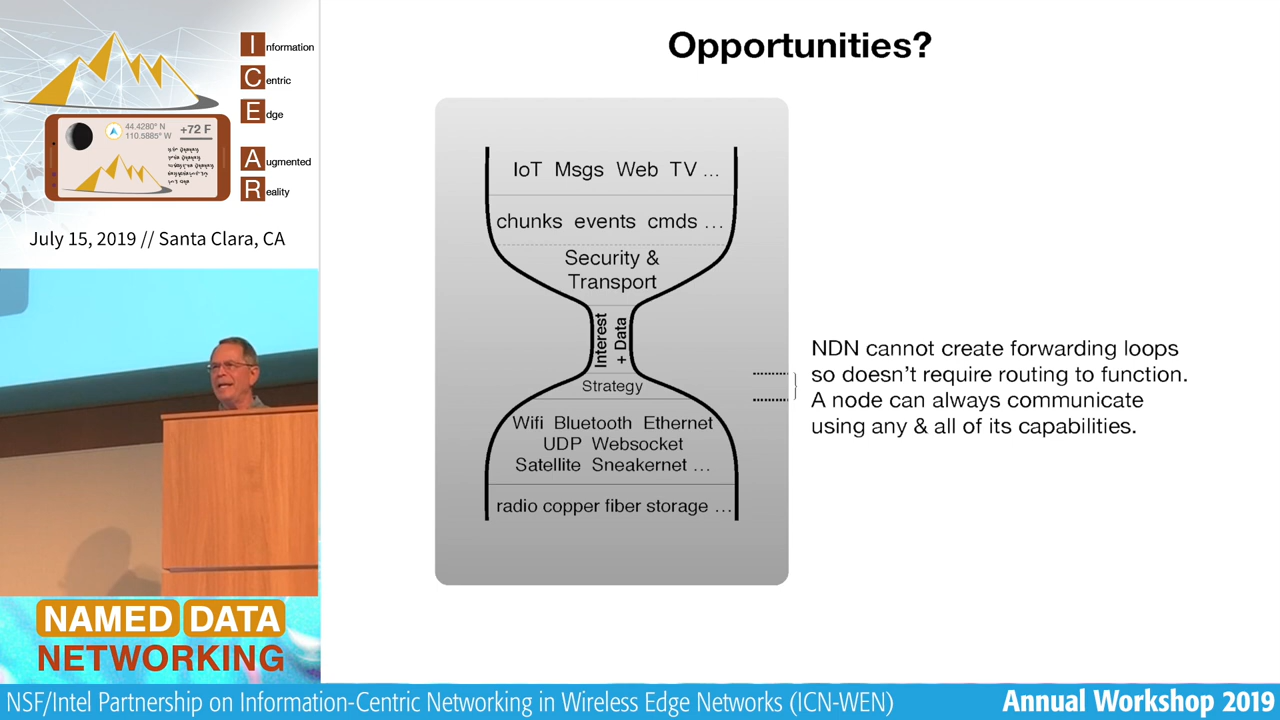 Information
Centric
Edge
Augmented
Reality
44.4280° N
110.5885° W
+72 F
July 15, 2019 // Santa Clara, CA
NAMED DATA
NETWORKING
Opportunities?
IoT Msgs Web TV ...
chunks events cmds ...
Security &
Transport
Interest
+ Data
Strategy
Wifi Bluetooth Ethernet
UDP Websocket
Satellite Sneakernet ...
radio copper fiber storage ...
NDN cannot create forwarding loops
so doesn't require routing to function.
A node can always communicate
using any & all of its capabilities.
NSF/Intel Partnership on Information-Centric Networking in Wireless Edge Networks (ICN-WEN)
Annual Workshop 2019